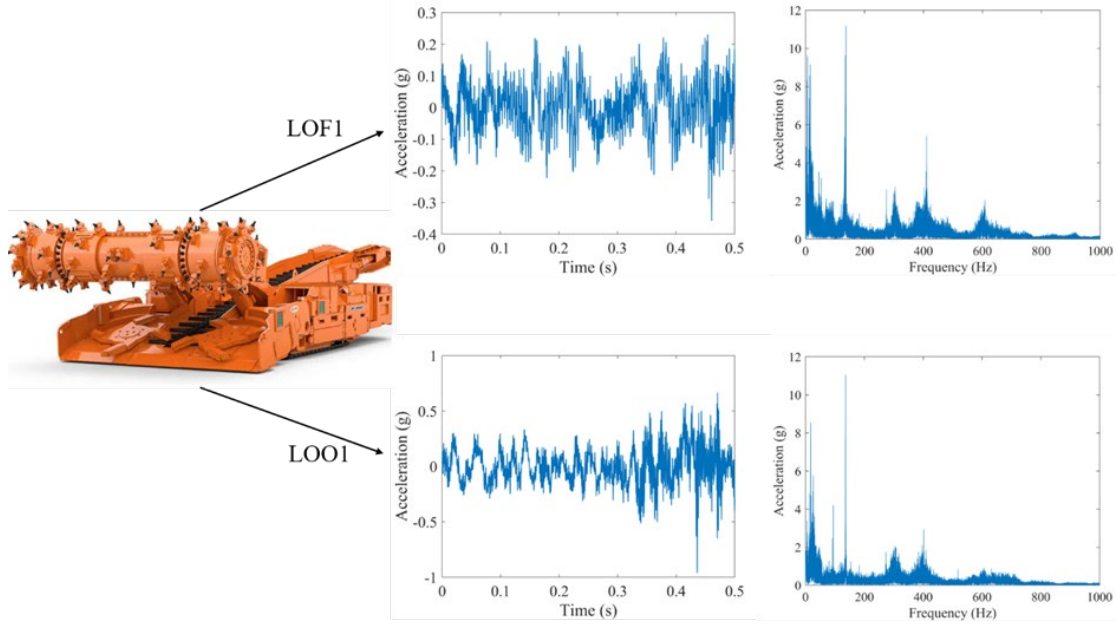 LOF1
0.3
0.2
0.1
0
-0.1
-0.2
-0.3
-0.4
Acceleration (g)
0 0.1 0.2 0.3 0.4 0.5
Time (s)
12
10
8
6
4
2
0
Acceleration (g)
0 200 400 600 800 1000
Frequency (Hz)
LOO1
1
0.5
0
-0.5
-1
Acceleration (g)
0 0.1 0.2 0.3 0.4 0.5
Time (s)
12
10
8
6
4
2
0
Acceleration (g)
0 200 400 600 800 1000
Frequency (Hz)